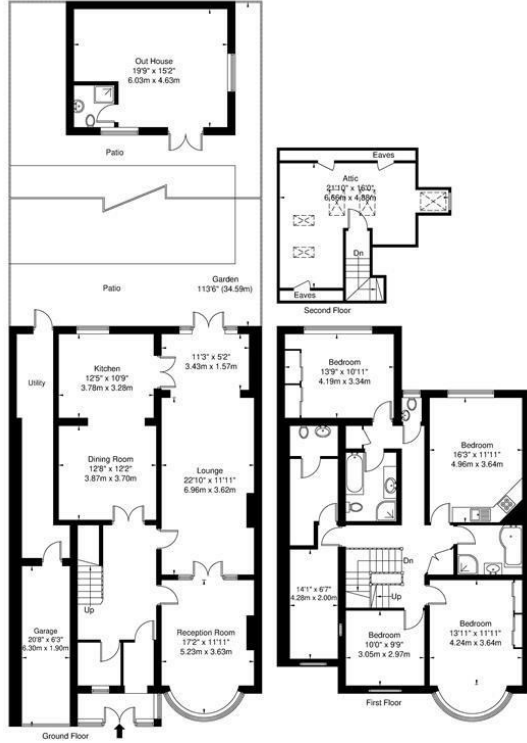 Out House
19'9" x 15'2"
6.03m x 4.63m
Patio
Eaves
Attic
21'10" x 16'0"
6.66m x 4.88m
Dn
Eaves
Second Floor
Patio
Garden
113'6" (34.59m)
Utility
Kitchen
12'5" x 10'9"
3.78m x 3.28m
11'3" x 5'2"
3.43m x 1.57m
Dining Room
12'8" x 12'2"
3.87m x 3.70m
Lounge
22'10" x 11'11"
6.96m x 3.62m
Up
Garage
20'8" x 6'3"
6.30m x 1.90m
Reception Room
17'2" x 11'11"
5.23m x 3.63m
Ground Floor
Bedroom
13'9" x 10'11"
4.19m x 3.34m
Bedroom
16'3" x 11'11"
4.96m x 3.64m
Dn
Up
14'1" x 6'7"
4.28m x 2.00m
Bedroom
10'0" x 9'9"
3.05m x 2.97m
Bedroom
13'11" x 11'11"
4.24m x 3.64m
First Floor